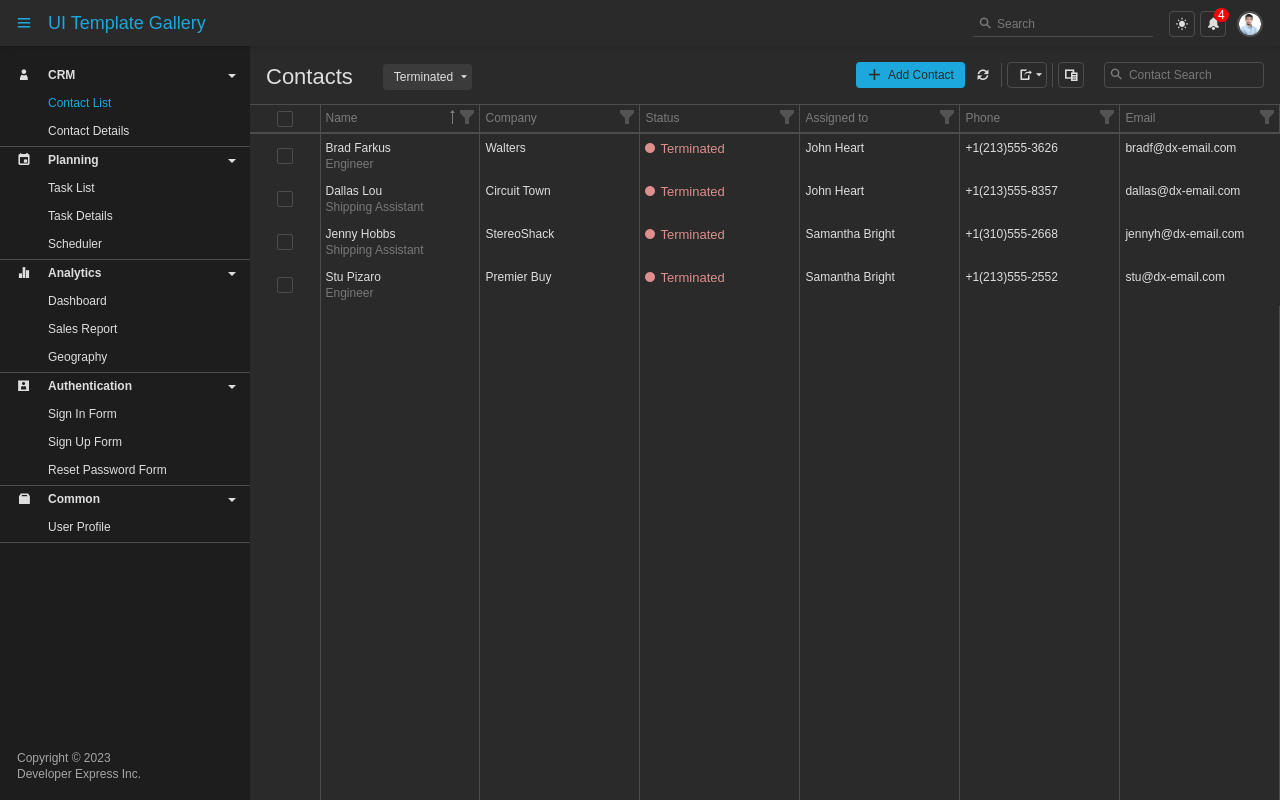 UI Template Gallery
Search
4
CRM
Contact List
Contact Details
Planning
Task List
Task Details
Scheduler
Analytics
Dashboard
Sales Report
Geography
Authentication
Sign In Form
Sign Up Form
Reset Password Form
Common
User Profile
Copyright © 2023
Developer Express Inc.
Contacts
Terminated
Add Contact
Contact Search
Name Company Status Assigned to Phone Email
Brad Farkus Walters Terminated John Heart +1(213)555-3626 bradf@dx-email.com
Engineer
Dallas Lou Circuit Town Terminated John Heart +1(213)555-8357 dallas@dx-email.com
Shipping Assistant
Jenny Hobbs StereoShack Terminated Samantha Bright +1(310)555-2668 jennyh@dx-email.com
Shipping Assistant
Stu Pizaro Premier Buy Terminated Samantha Bright +1(213)555-2552 stu@dx-email.com
Engineer